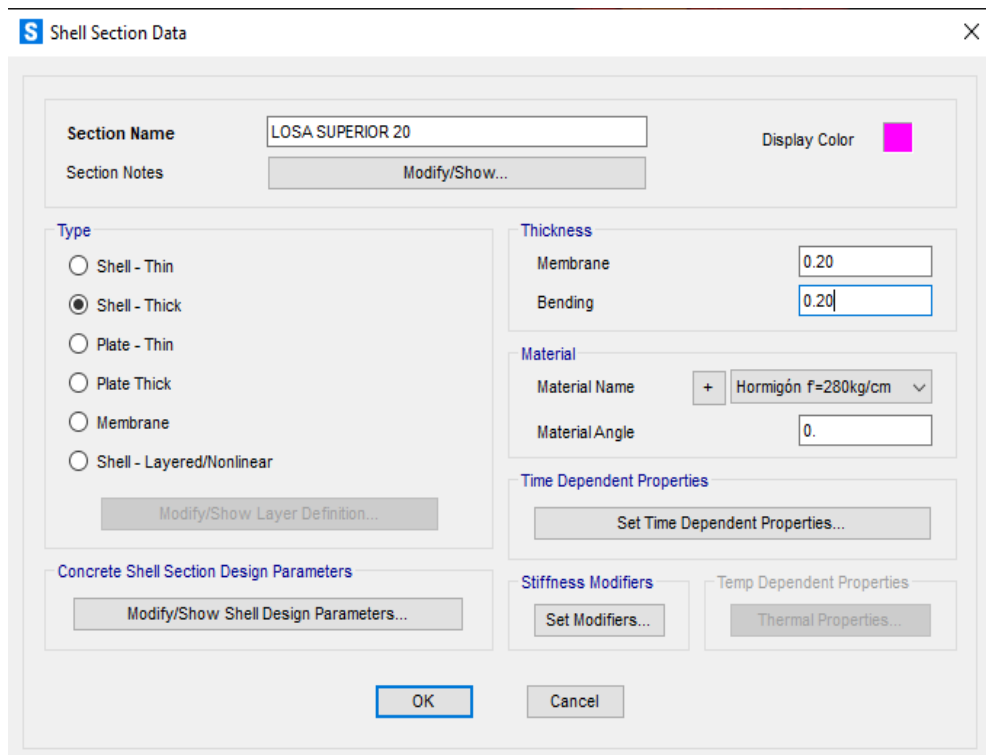 S Shell Section Data
Section Name LOSA SUPERIOR 20 Display Color
Section Notes Modify/Show...
Type
Shell - Thin
Shell - Thick
Plate - Thin
Plate Thick
Membrane
Shell - Layered/Nonlinear
Modify/Show Layer Definition...
Concrete Shell Section Design Parameters
Modify/Show Shell Design Parameters...
Thickness
Membrane 0.20
Bending 0.20
Material
Material Name + Hormigón f'=280kg/cm
Material Angle 0.
Time Dependent Properties
Set Time Dependent Properties...
Stiffness Modifiers
Set Modifiers...
Temp Dependent Properties
Thermal Properties...
OK Cancel